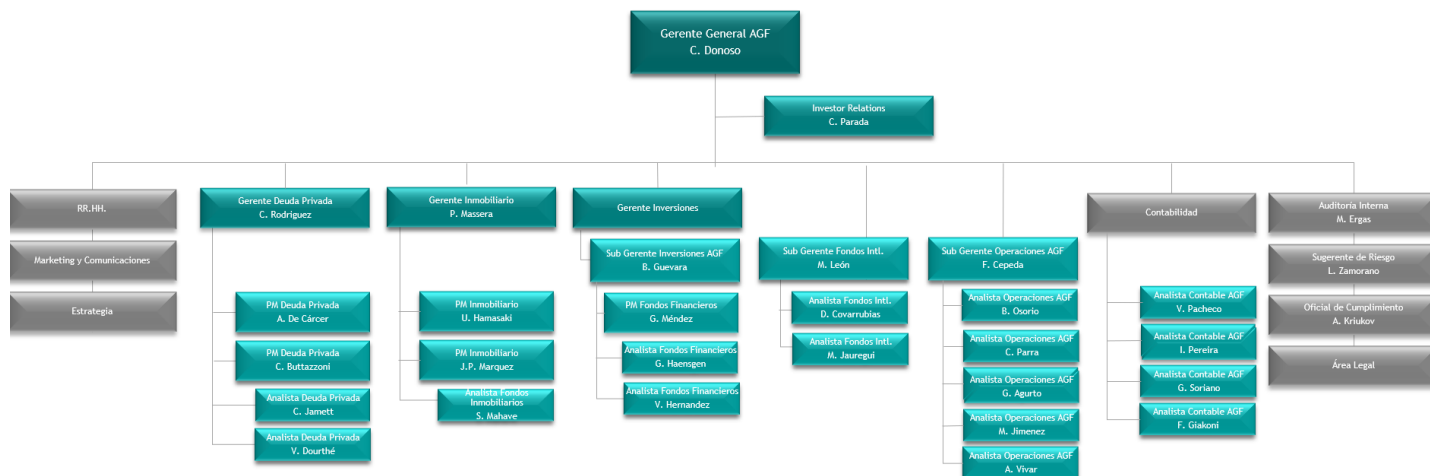 Gerente General AGF
C. Donoso
Investor Relations
C. Parada
RR.HH.
Marketing y Comunicaciones
Estrategia
Gerente Deuda Privada
C. Rodriguez
PM Deuda Privada
A. De Cárcer
PM Deuda Privada
C. Buttazzoni
Analista Deuda Privada
C. Jamett
Analista Deuda Privada
V. Dourthé
Gerente Inmobiliario
P. Massera
PM Inmobiliario
U. Hamasaki
PM Inmobiliario
J.P. Marquez
Analista Fondos
Inmobiliarios
S. Mahave
Gerente Inversiones
Sub Gerente Inversiones AGF
B. Guevara
PM Fondos Financieros
G. Méndez
Analista Fondos Financieros
G. Haensgen
Analista Fondos Financieros
V. Hernandez
Sub Gerente Fondos Intl.
M. León
Analista Fondos Intl.
D. Covarrubias
Analista Fondos Intl.
M. Jauregui
Sub Gerente Operaciones AGF
F. Cepeda
Analista Operaciones AGF
B. Osorio
Analista Operaciones AGF
C. Parra
Analista Operaciones AGF
G. Agurto
Analista Operaciones AGF
M. Jimenez
Analista Operaciones AGF
A. Vivar
Contabilidad
Analista Contable AGF
V. Pacheco
Analista Contable AGF
I. Pereira
Analista Contable AGF
G. Soriano
Analista Contable AGF
F. Giakoni
Auditoría Interna
M. Ergas
Sugerente de Riesgo
L. Zamorano
Oficial de Cumplimiento
A. Kriukov
Área Legal